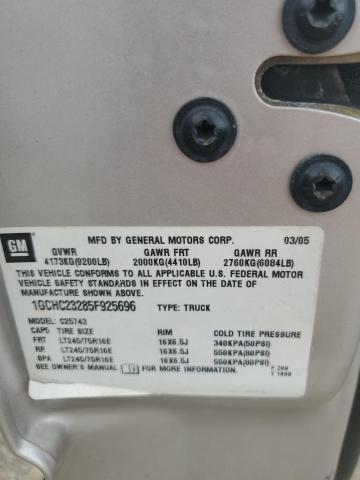 GM
MFD BY GENERAL MOTORS CORP. 03/05
GVWR GAWR FRT GAWR RR
4173KG(9200LB) 2000KG(4410LB) 2760KG(6084LB)
THIS VEHICLE CONFORMS TO ALL APPLICABLE U.S. FEDERAL MOTOR
VEHICLE SAFETY STANDARDS IN EFFECT ON THE DATE OF
MANUFACTURE SHOWN ABOVE.
1GCHC23285F925696 TYPE: TRUCK
MODEL: C25743
CAPS TIRE SIZE RIM COLD TIRE PRESSURE
FRT LT245/75R16E 16X6.5J 340KPA(50PSI)
RR LT245/75R16E 16X6.5J 550KPA(80PSI)
SPA LT245/75R16E 16X6.5J 550KPA(80PSI)
SEE OWNER'S MANUAL FOR MORE INFORMATION.